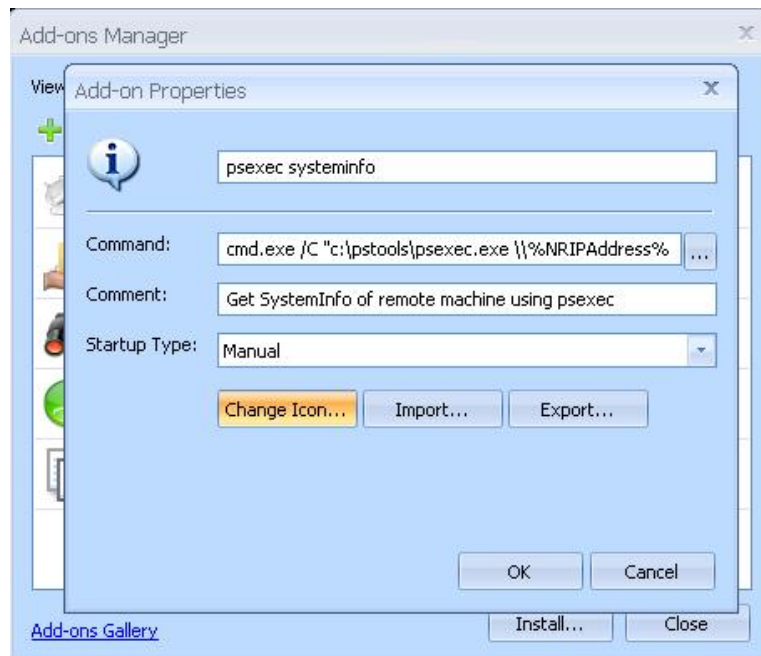 Add-ons Manager
View
Add-on Properties
psexec systeminfo
Command:
cmd.exe /C "c:\pstools\psexec.exe \\%NRIPAddress%
...
Comment:
Get SystemInfo of remote machine using psexec
Startup Type:
Manual
Change Icon...
Import...
Export...
OK
Cancel
Add-ons Gallery
Install...
Close